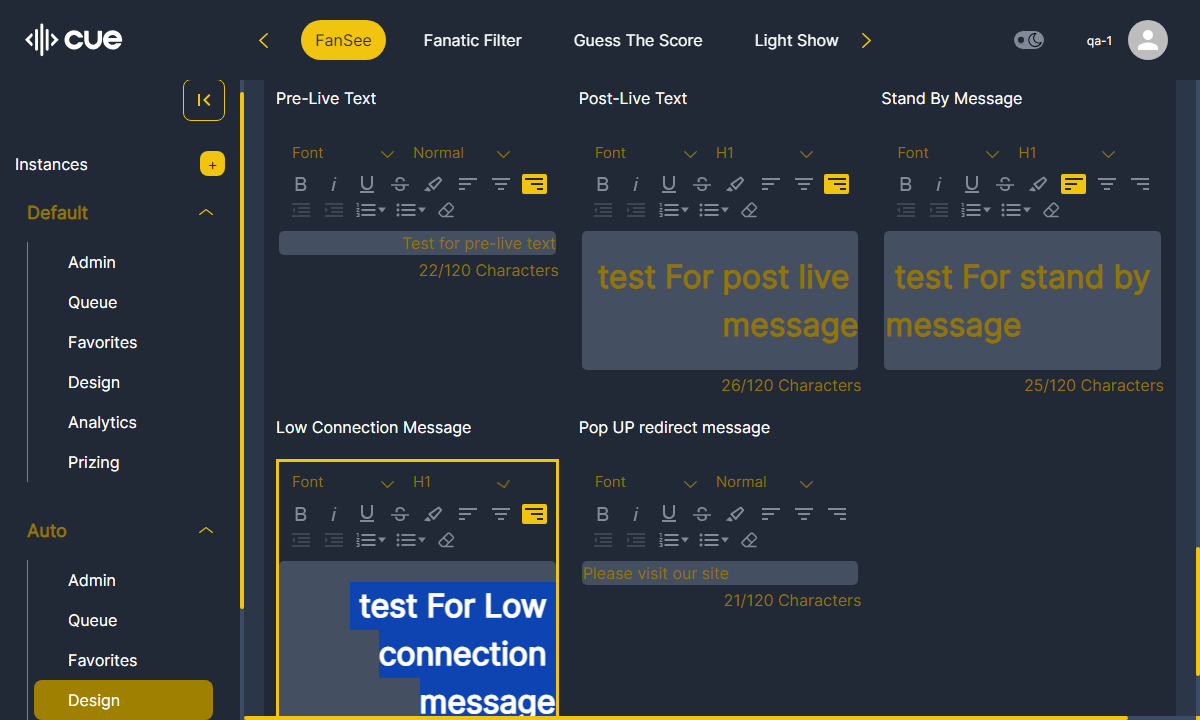 cue
FanSee
Fanatic Filter
Guess The Score
Light Show
qa-1
Instances
+
Default
Admin
Queue
Favorites
Design
Analytics
Prizing
Auto
Admin
Queue
Favorites
Design
Pre-Live Text
Font
Normal
B i U S
Test for pre-live text
22/120 Characters
Post-Live Text
Font
H1
B i U S
test For post live
message
26/120 Characters
Stand By Message
Font
H1
B i U S
test For stand by
message
25/120 Characters
Low Connection Message
Font
H1
B i U S
test For Low
connection
message
Pop UP redirect message
Font
Normal
B i U S
Please visit our site
21/120 Characters